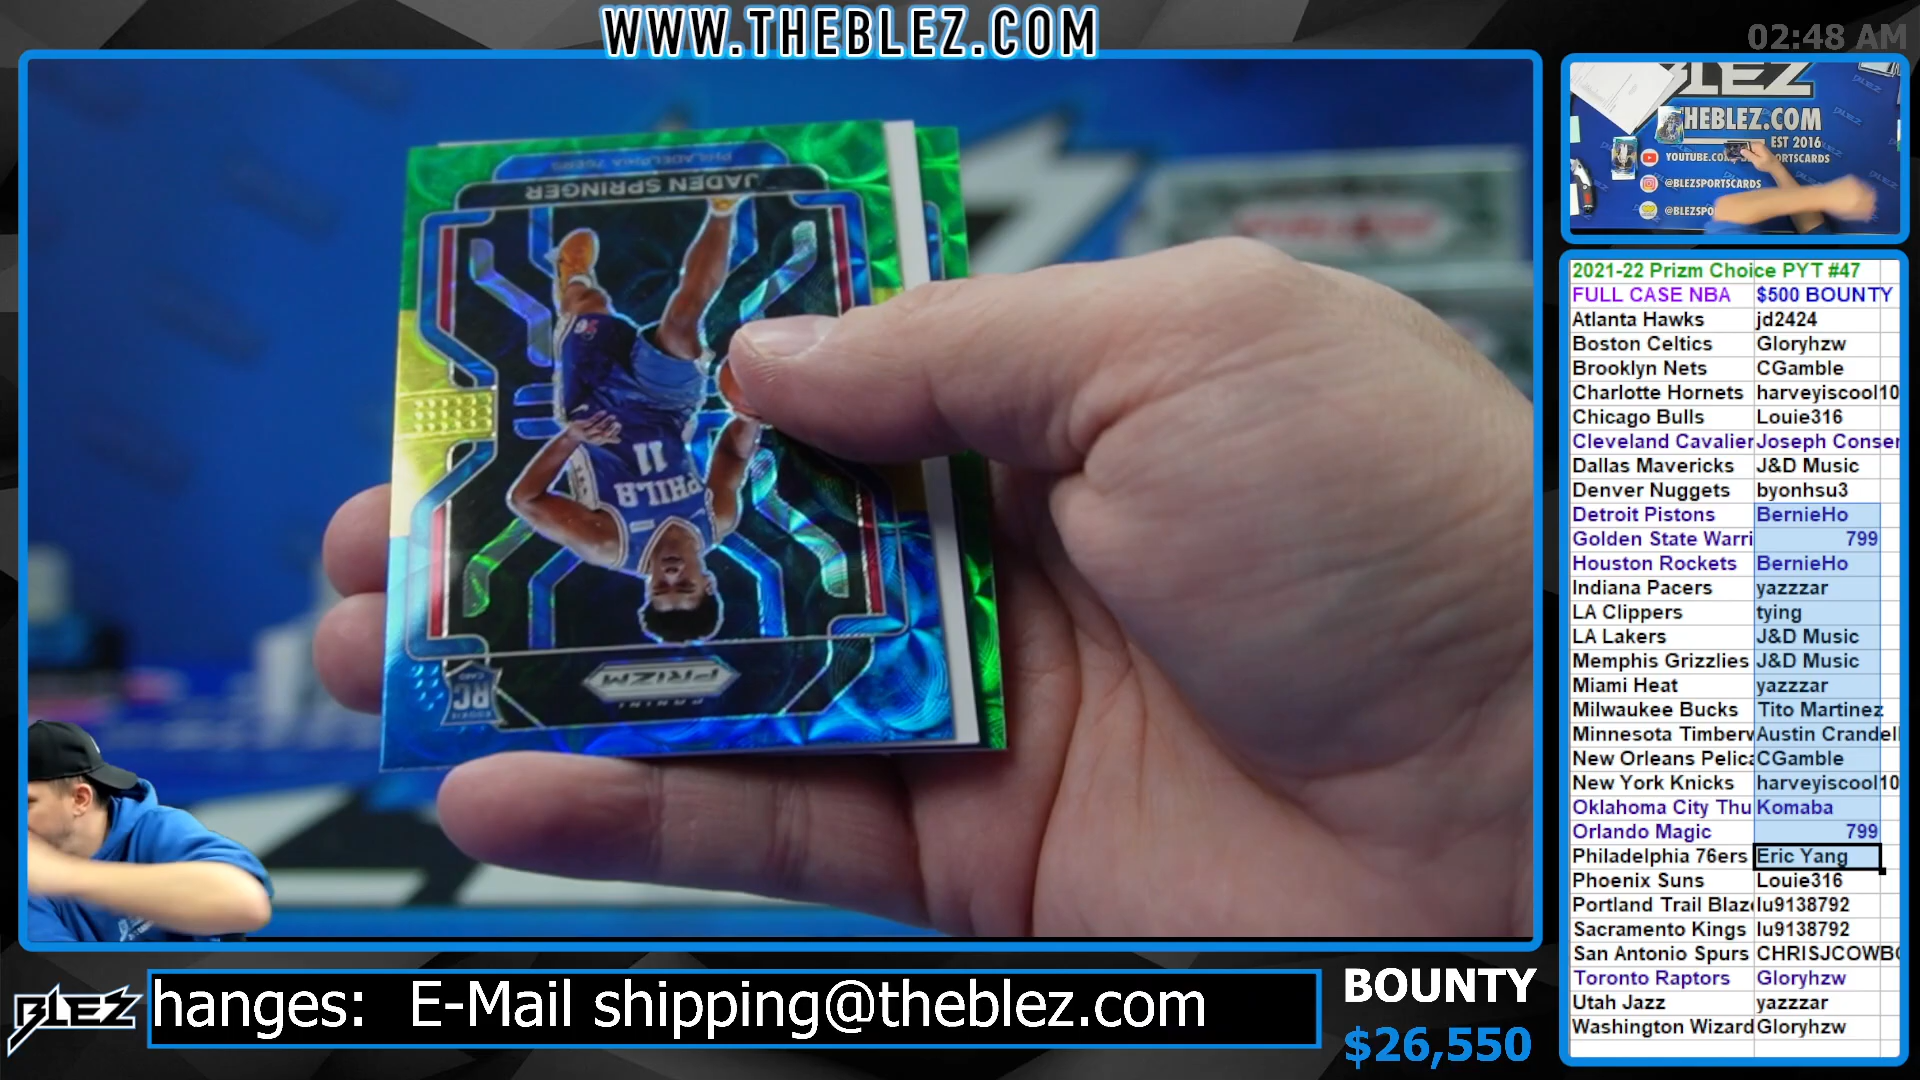 WWW.THEBLEZ.COM
02:48 AM
PHILADELPHIA 76ERS
JADEN SPRINGER
11
PHILA
PRIZM
PANINI
RC
ROOKIE
CARD
BLEZ
THEBLEZ.COM
EST 2016
@BLEZSPORTSCARDS
@BLEZSPO
2021-22 Prizm Choice PYT #47
FULL CASE NBA $500 BOUNTY
Atlanta Hawks jd2424
Boston Celtics Gloryhzw
Brooklyn Nets CGamble
Charlotte Hornets harveyiscool10
Chicago Bulls Louie316
Cleveland Cavalier Joseph Conser
Dallas Mavericks J&D Music
Denver Nuggets byonhsu3
Detroit Pistons BernieHo
Golden State Warri 799
Houston Rockets BernieHo
Indiana Pacers yazzzar
LA Clippers tying
LA Lakers J&D Music
Memphis Grizzlies J&D Music
Miami Heat yazzzar
Milwaukee Bucks Tito Martinez
Minnesota Timberv Austin Crandell
New Orleans Pelica CGamble
New York Knicks harveyiscool10
Oklahoma City Thu Komaba
Orlando Magic 799
Philadelphia 76ers Eric Yang
Phoenix Suns Louie316
Portland Trail Blaz lu9138792
Sacramento Kings lu9138792
San Antonio Spurs CHRISJCOWBO
Toronto Raptors Gloryhzw
Utah Jazz yazzzar
Washington Wizard Gloryhzw
BLEZ
hanges: E-Mail shipping@theblez.com
BOUNTY
$26,550